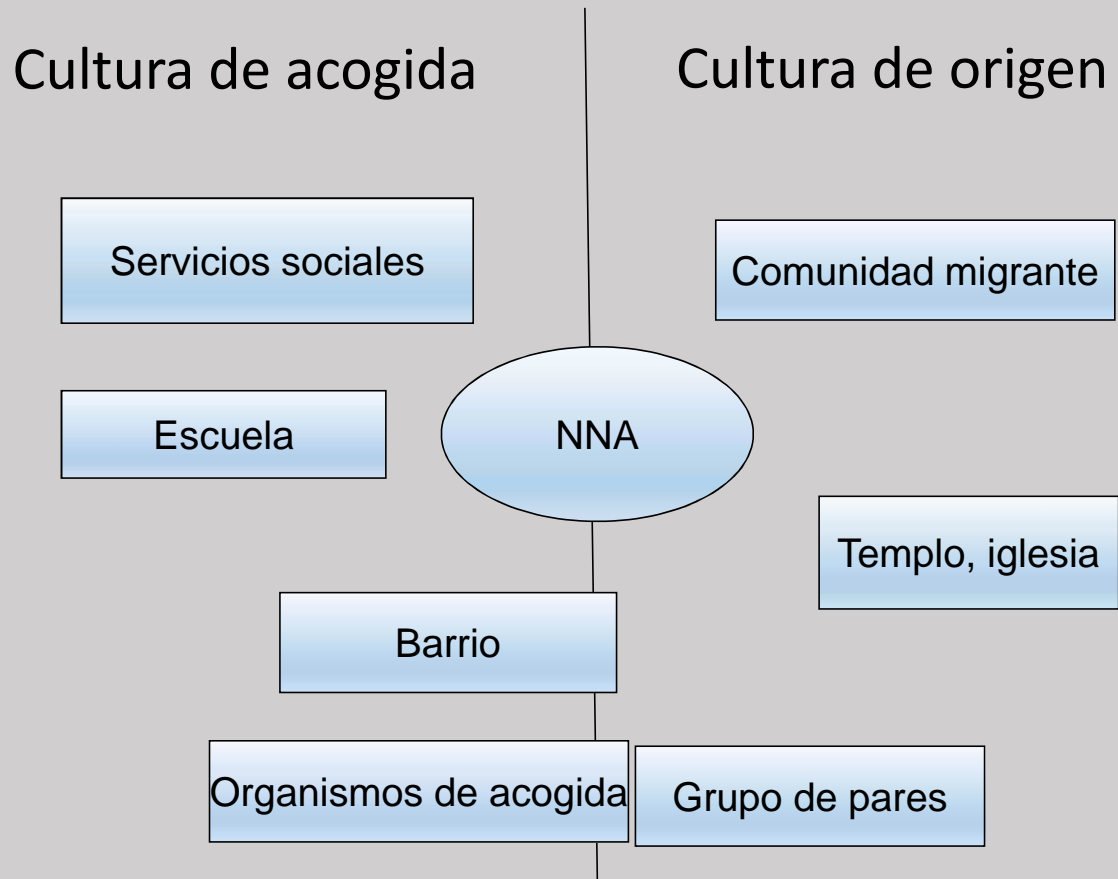 Cultura de acogida
Cultura de origen
Servicios sociales
Comunidad migrante
Escuela
NNA
Templo, iglesia
Barrio
Organismos de acogida
Grupo de pares